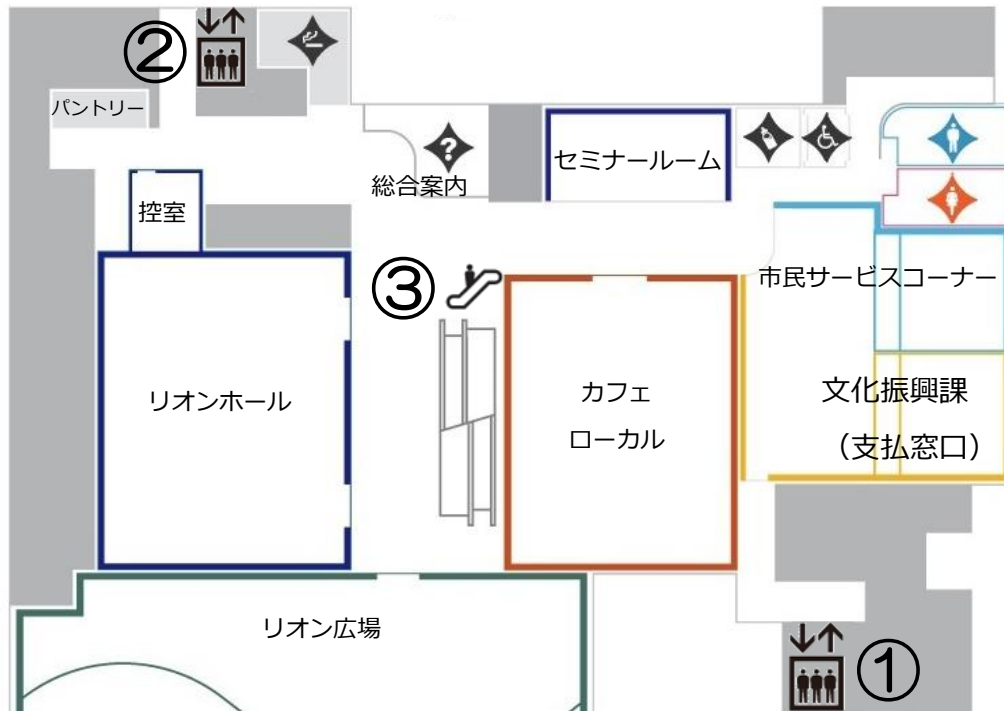 ②
パントリー
?
総合案内
セミナールーム
控室
③
市民サービスコーナー
リオンホール
カフェ
ローカル
文化振興課
（支払窓口）
リオン広場
①